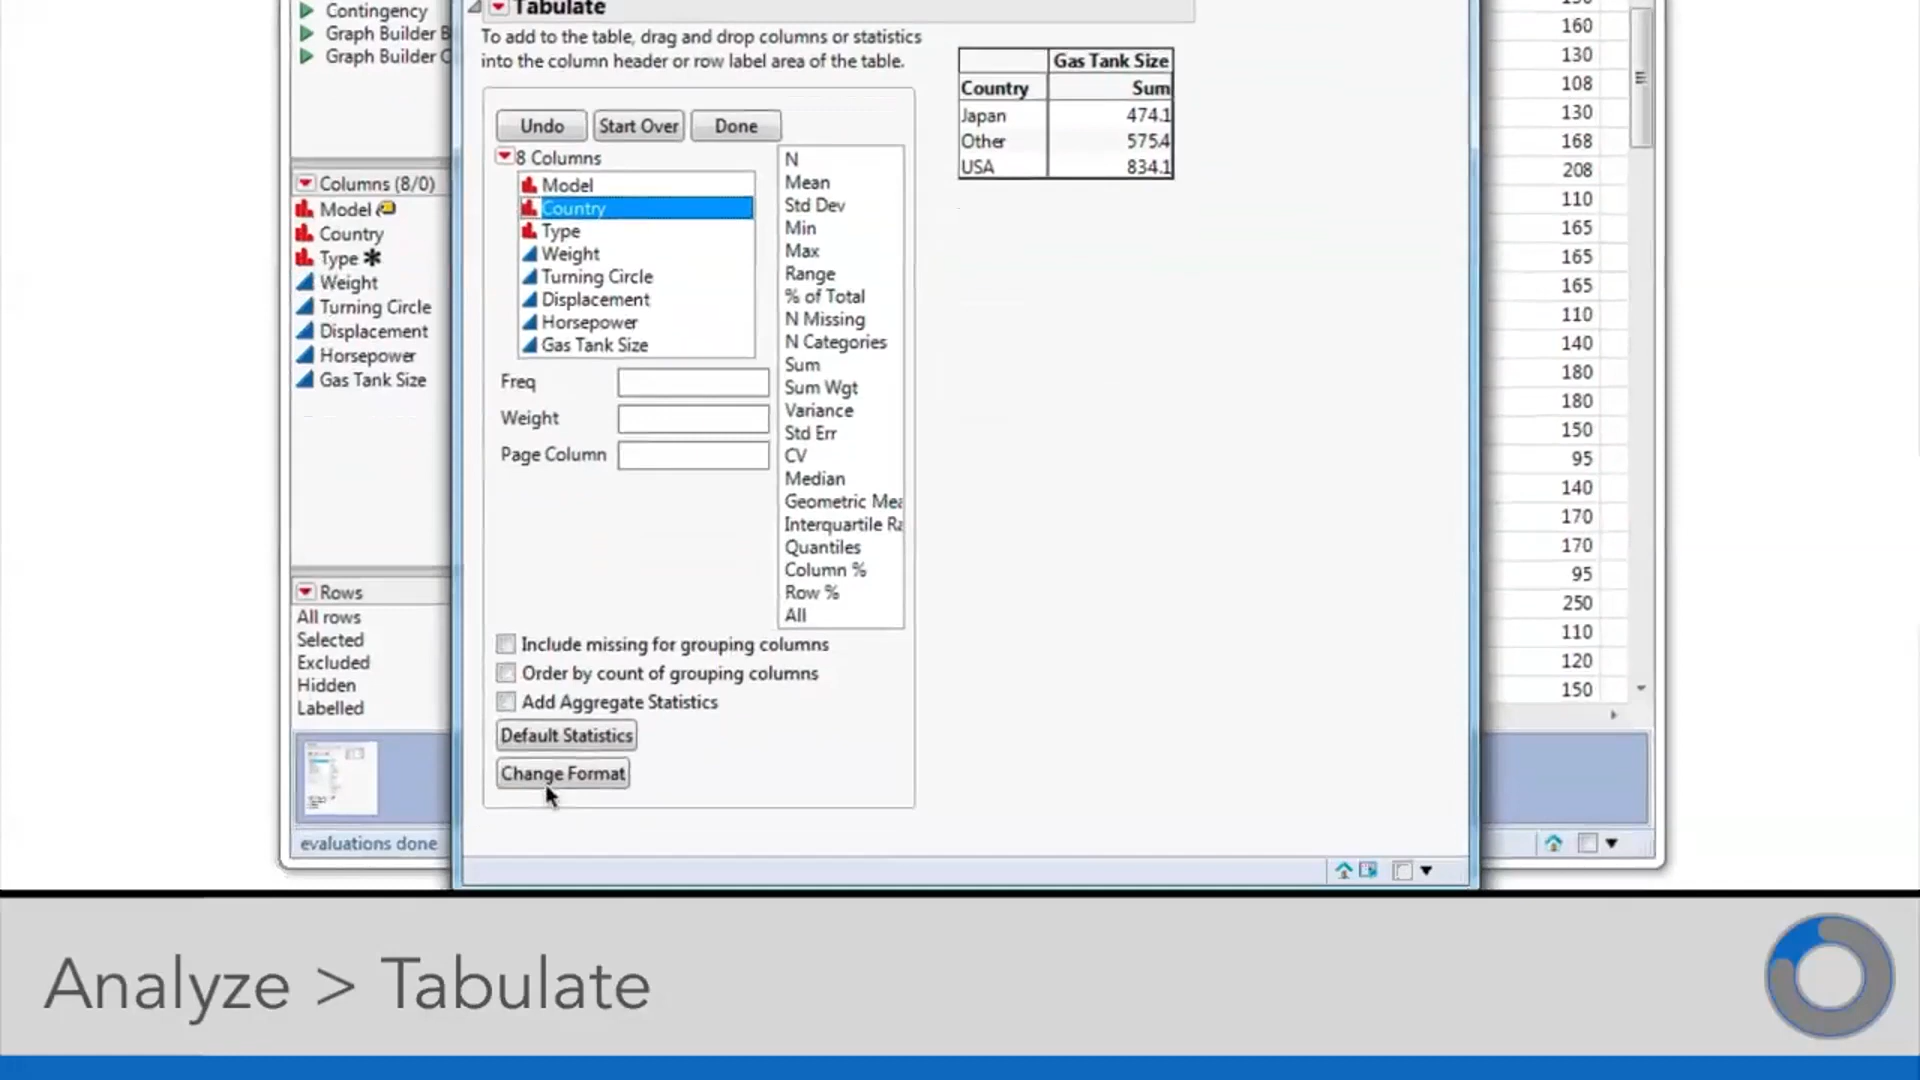 Contingency
Graph Builder B
Graph Builder C
Columns (8/0)
Model
Country
Type
Weight
Turning Circle
Displacement
Horsepower
Gas Tank Size
Rows
All rows
Selected
Excluded
Hidden
Labelled
evaluations done
Tabulate
To add to the table, drag and drop columns or statistics
into the column header or row label area of the table.
Undo Start Over Done
8 Columns
Model
Country
Type
Weight
Turning Circle
Displacement
Horsepower
Gas Tank Size
Freq
Weight
Page Column
N
Mean
Std Dev
Min
Max
Range
% of Total
N Missing
N Categories
Sum
Sum Wgt
Variance
Std Err
CV
Median
Geometric Mea
Interquartile Ra
Quantiles
Column %
Row %
All
Include missing for grouping columns
Order by count of grouping columns
Add Aggregate Statistics
Default Statistics
Change Format
Gas Tank Size
Country Sum
Japan 474.1
Other 575.4
USA 834.1
160
130
108
130
168
208
110
165
165
165
110
140
180
180
150
95
140
170
170
95
250
110
120
150
Analyze > Tabulate